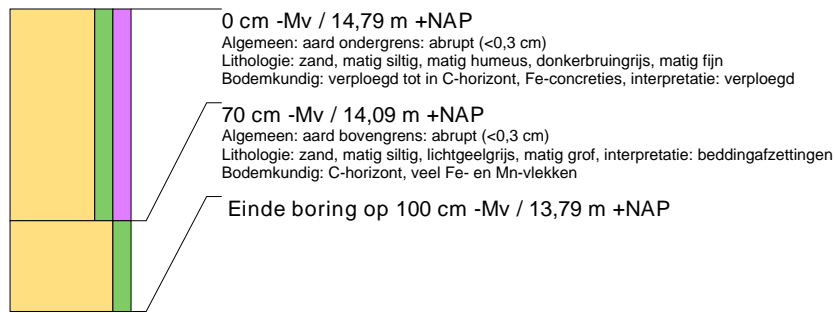 0 cm -Mv / 14,79 m +NAP
Algemeen: aard ondergrens: abrupt (<0,3 cm)
Lithologie: zand, matig siltig, matig humeus, donkerbruingrijs, matig fijn
Bodemkundig: verploegd tot in C-horizont, Fe-concreties, interpretatie: verploegd
70 cm -Mv / 14,09 m +NAP
Algemeen: aard bovengrens: abrupt (<0,3 cm)
Lithologie: zand, matig siltig, lichtgeelgrijs, matig grof, interpretatie: beddingafzettingen
Bodemkundig: C-horizont, veel Fe- en Mn-vlekken
Einde boring op 100 cm -Mv / 13,79 m +NAP